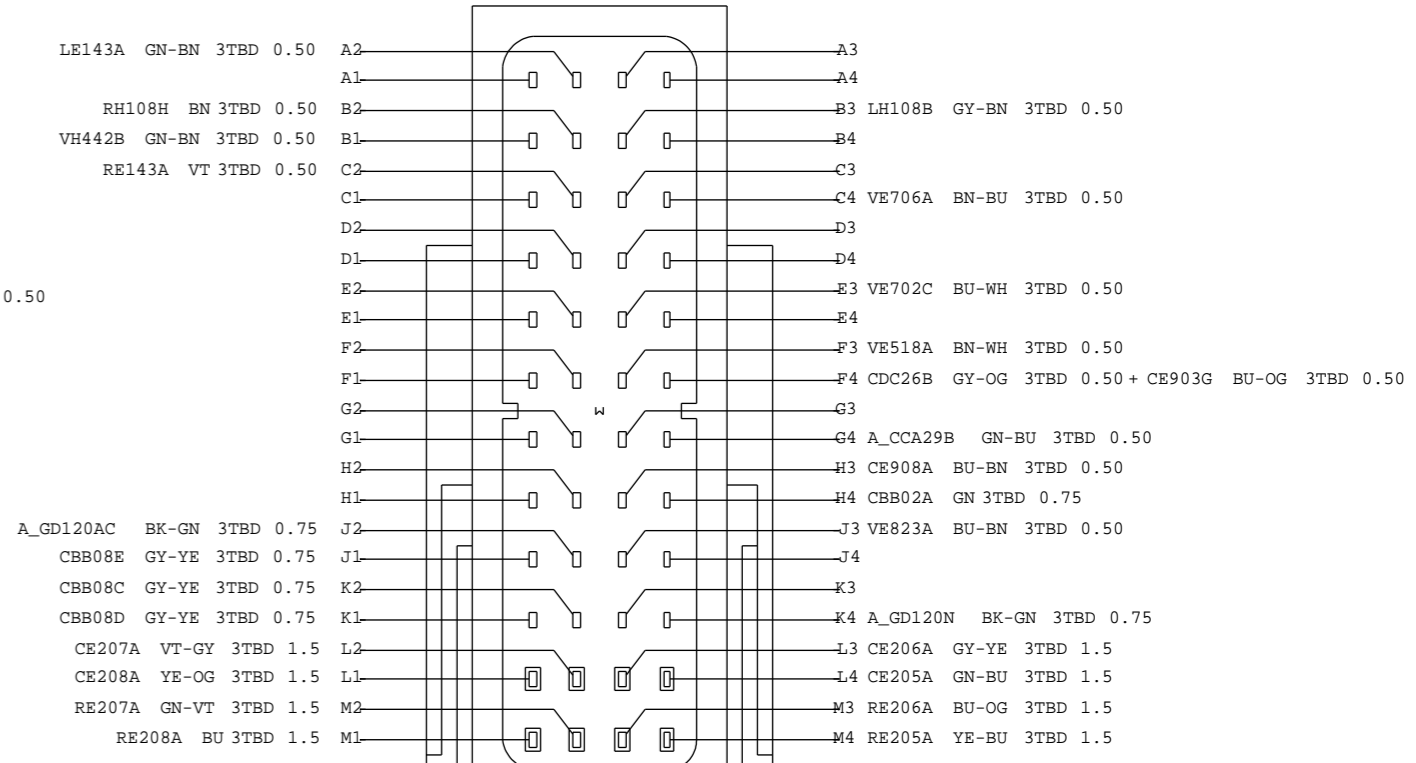 LE143A GN-BN 3TBD 0.50 A2 A3
A1 A4
RH108H BN 3TBD 0.50 B2 B3 LH108B GY-BN 3TBD 0.50
VH442B GN-BN 3TBD 0.50 B1 B4
RE143A VT 3TBD 0.50 C2 C3
C1 C4 VE706A BN-BU 3TBD 0.50
D2 D3
D1 D4
0.50 E2 E3 VE702C BU-WH 3TBD 0.50
E1 E4
F2 F3 VE518A BN-WH 3TBD 0.50
F1 F4 CDC26B GY-OG 3TBD 0.50 + CE903G BU-OG 3TBD 0.50
G2 W G3
G1 G4 A_CCA29B GN-BU 3TBD 0.50
H2 H3 CE908A BU-BN 3TBD 0.50
H1 H4 CBB02A GN 3TBD 0.75
A_GD120AC BK-GN 3TBD 0.75 J2 J3 VE823A BU-BN 3TBD 0.50
CBB08E GY-YE 3TBD 0.75 J1 J4
CBB08C GY-YE 3TBD 0.75 K2 K3
CBB08D GY-YE 3TBD 0.75 K1 K4 A_GD120N BK-GN 3TBD 0.75
CE207A VT-GY 3TBD 1.5 L2 L3 CE206A GY-YE 3TBD 1.5
CE208A YE-OG 3TBD 1.5 L1 L4 CE205A GN-BU 3TBD 1.5
RE207A GN-VT 3TBD 1.5 M2 M3 RE206A BU-OG 3TBD 1.5
RE208A BU 3TBD 1.5 M1 M4 RE205A YE-BU 3TBD 1.5